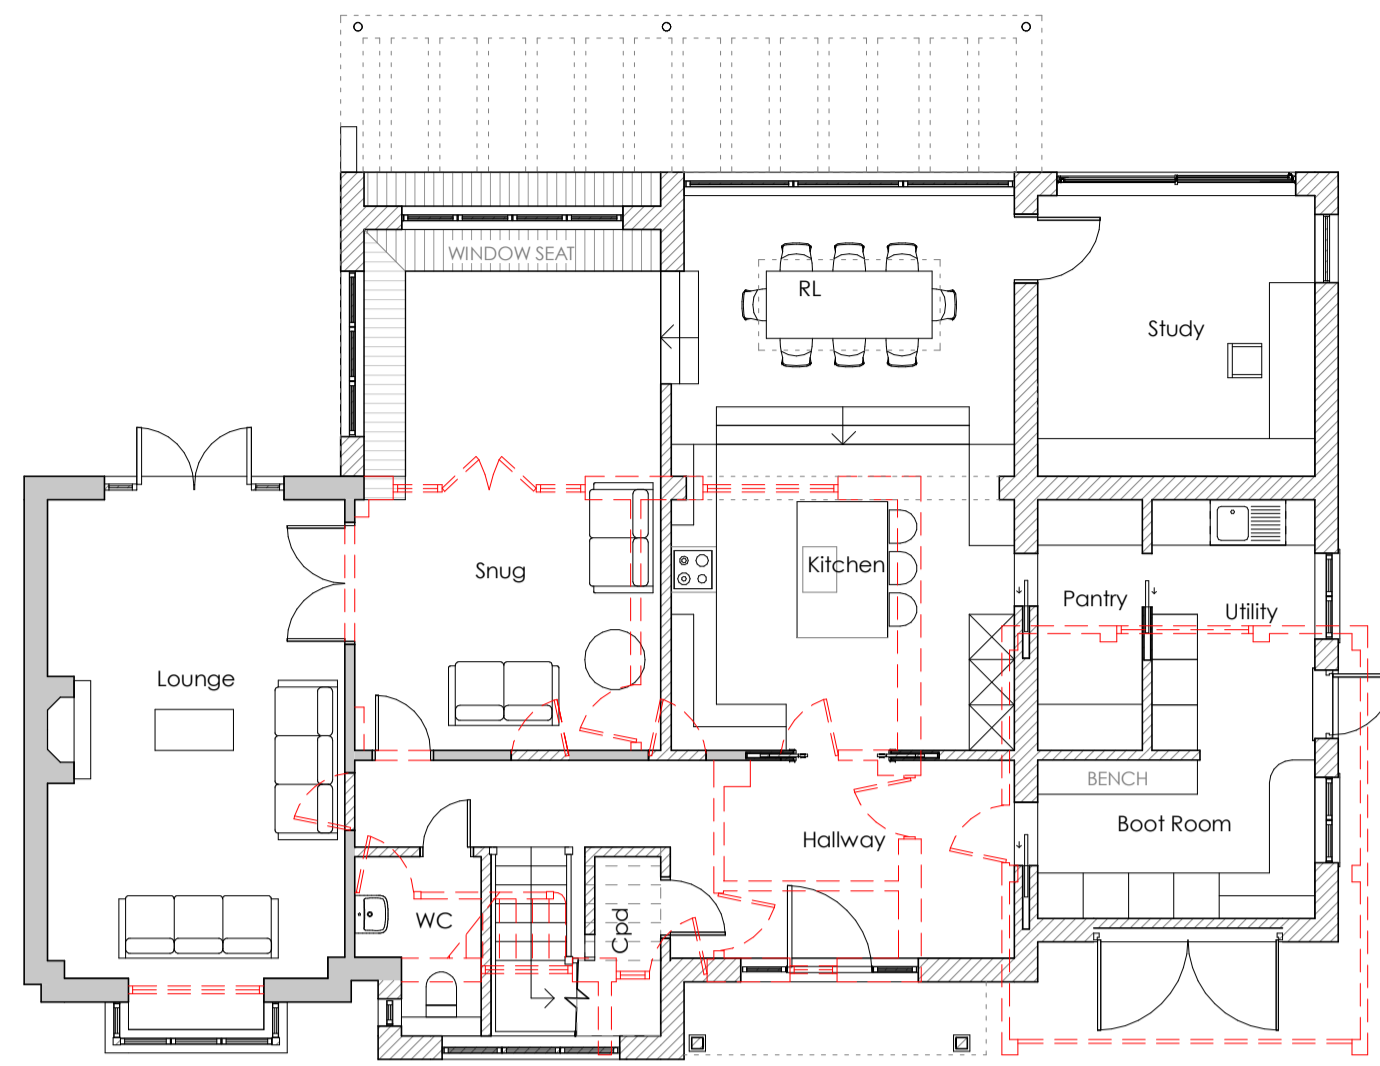 WINDOW SEAT
RL
Study
Snug
Kitchen
Pantry
Utility
Lounge
BENCH
Boot Room
Hallway
WC
Cpd